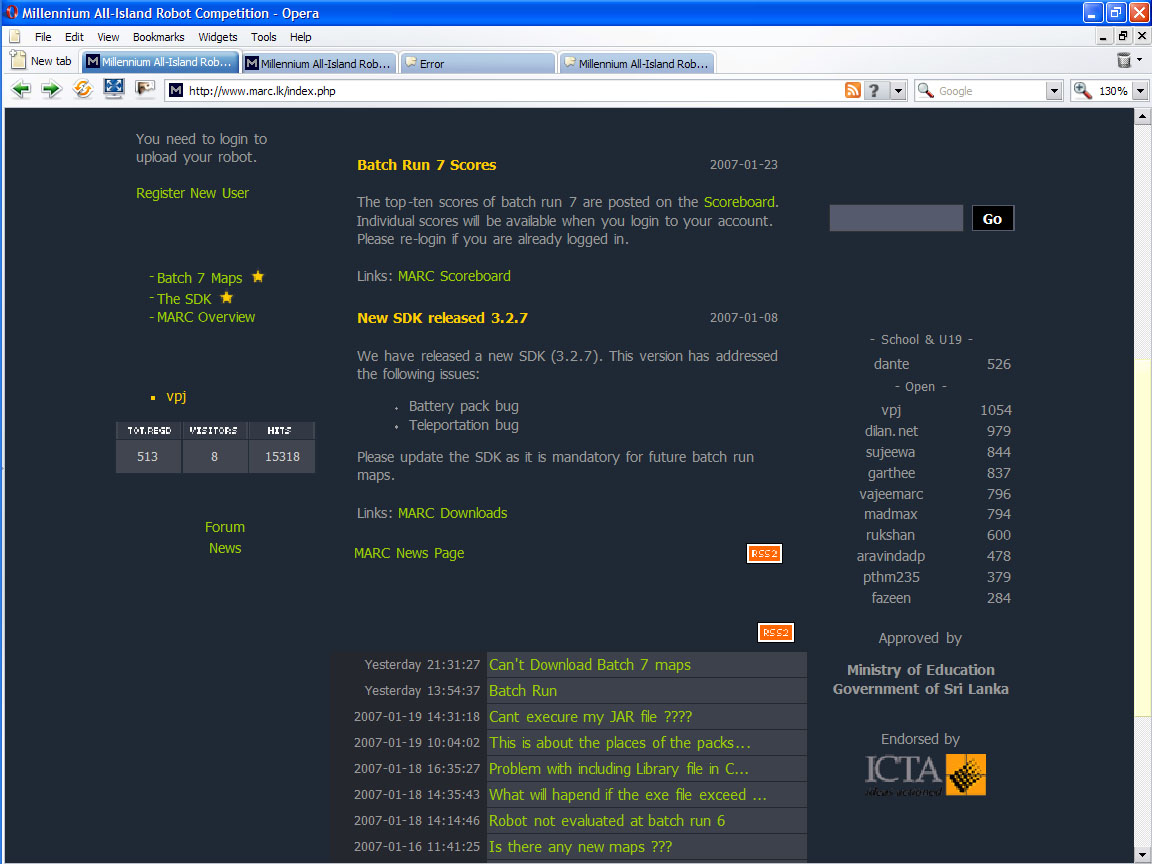 Millennium All-Island Robot Competition - Opera
File Edit View Bookmarks Widgets Tools Help
New tab
Millennium All-Island Rob...
Millennium All-Island Rob...
Error
Millennium All-Island Rob...
http://www.marc.lk/index.php
?
Google
130%
You need to login to
upload your robot.
Register New User
- Batch 7 Maps
- The SDK
- MARC Overview
vpj
TOT.REGD VISITORS HITS
513 8 15318
Forum
News
Batch Run 7 Scores 2007-01-23
The top-ten scores of batch run 7 are posted on the Scoreboard.
Individual scores will be available when you login to your account.
Please re-login if you are already logged in.
Links: MARC Scoreboard
New SDK released 3.2.7 2007-01-08
We have released a new SDK (3.2.7). This version has addressed
the following issues:
Battery pack bug
Teleportation bug
Please update the SDK as it is mandatory for future batch run
maps.
Links: MARC Downloads
MARC News Page RSS2
RSS2
Yesterday 21:31:27 Can't Download Batch 7 maps
Yesterday 13:54:37 Batch Run
2007-01-19 14:31:18 Cant execure my JAR file ????
2007-01-19 10:04:02 This is about the places of the packs...
2007-01-18 16:35:27 Problem with including Library file in C...
2007-01-18 14:35:43 What will hapend if the exe file exceed ...
2007-01-18 14:14:46 Robot not evaluated at batch run 6
2007-01-16 11:41:25 Is there any new maps ???
Go
- School & U19 -
dante 526
- Open -
vpj 1054
dilan.net 979
sujeewa 844
garthee 837
vajeemarc 796
madmax 794
rukshan 600
aravindadp 478
pthm235 379
fazeen 284
Approved by
Ministry of Education
Government of Sri Lanka
Endorsed by
ICTA
ideas actioned